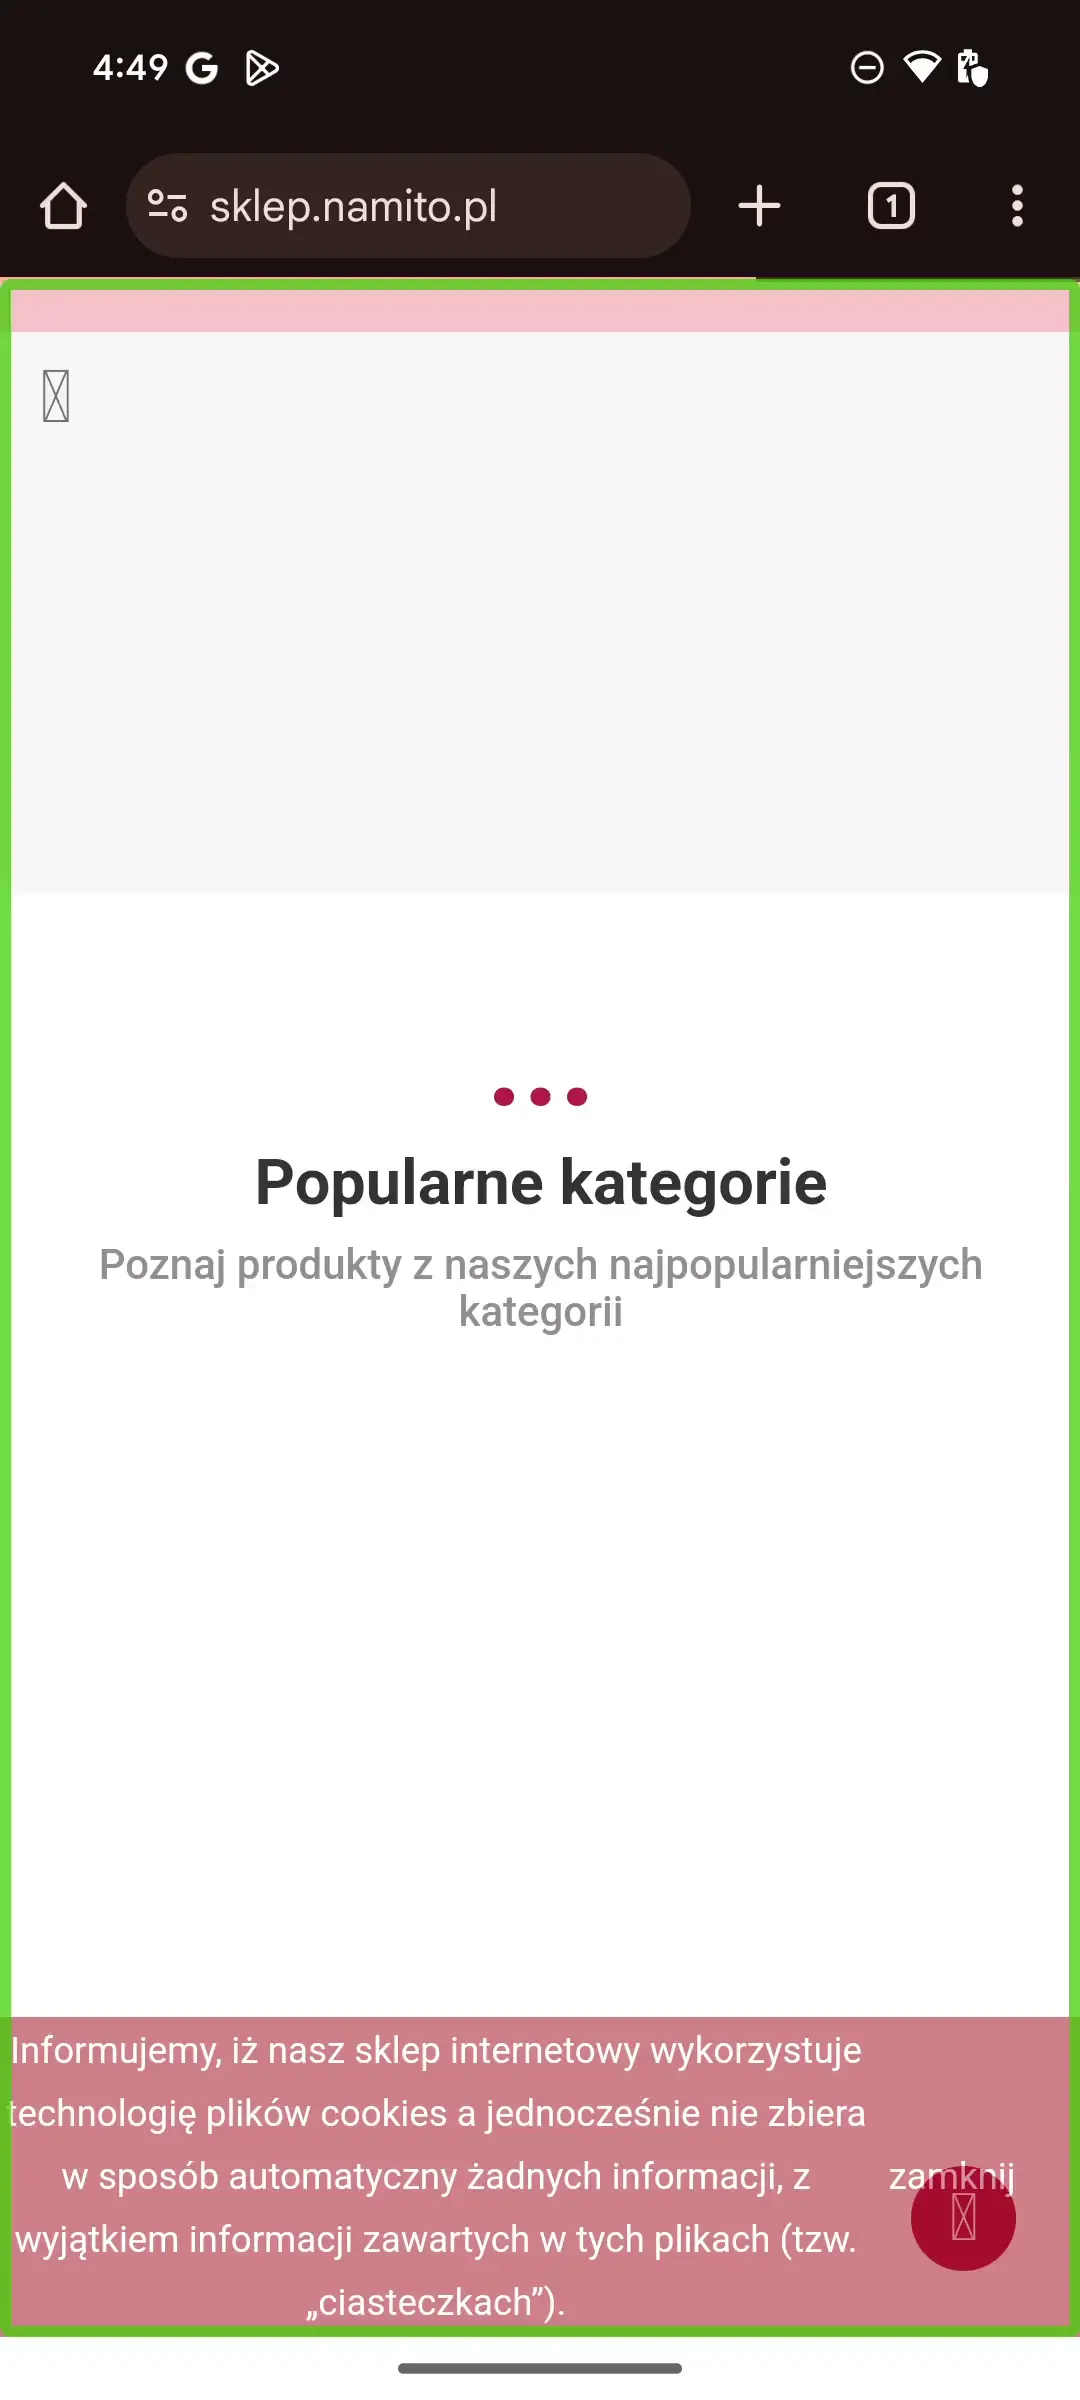 4:49
sklep.namito.pl
1
Popularne kategorie
Poznaj produkty z naszych najpopularniejszych
kategorii
Informujemy, iż nasz sklep internetowy wykorzystuje
technologię plików cookies a jednocześnie nie zbiera
w sposób automatyczny żadnych informacji, z
wyjątkiem informacji zawartych w tych plikach (tzw.
„ciasteczkach”).
zamknij